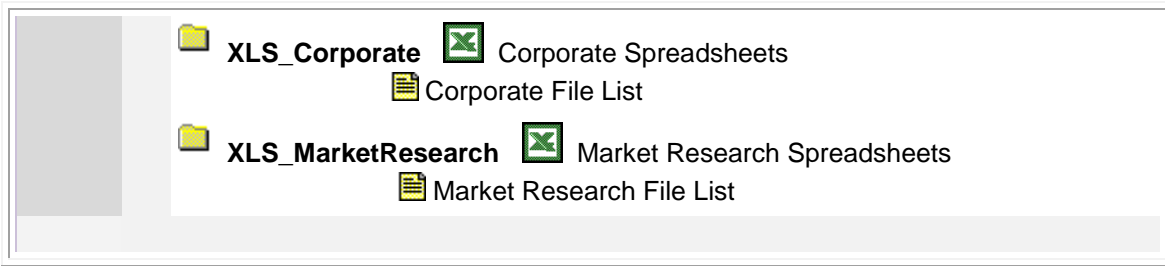 XLS_Corporate Corporate Spreadsheets
Corporate File List
XLS_MarketResearch Market Research Spreadsheets
Market Research File List